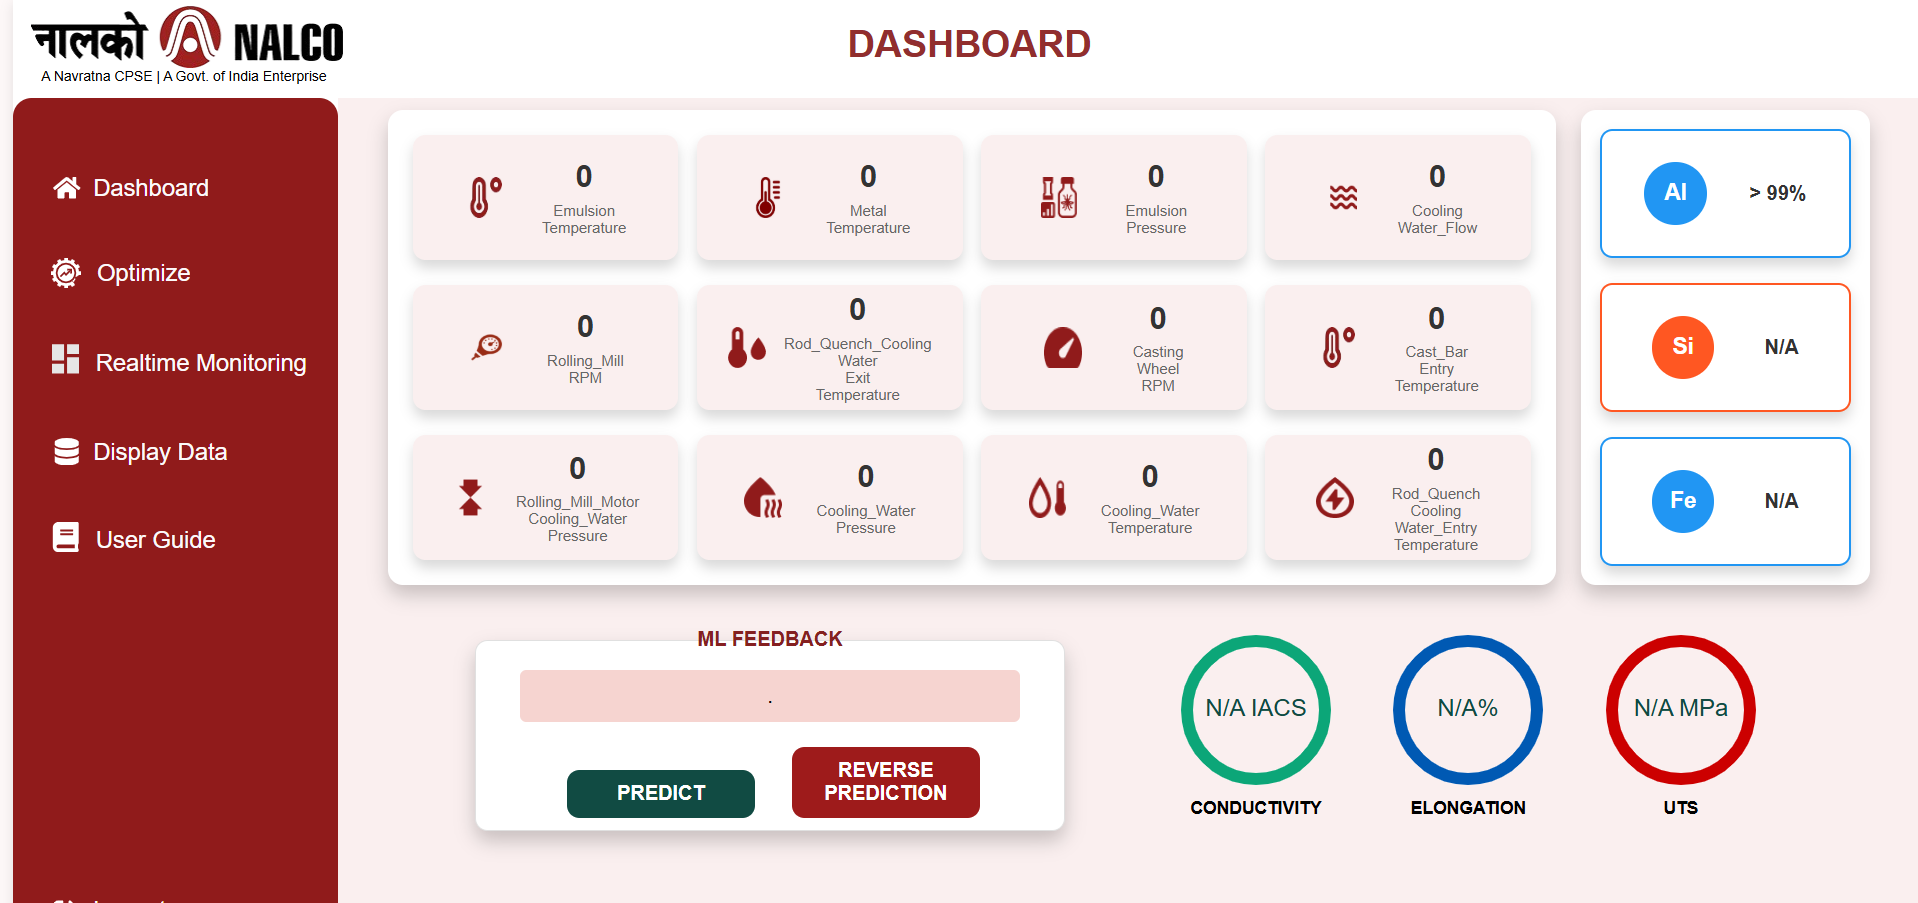 नालको NALCO
A Navratna CPSE | A Govt. of India Enterprise
DASHBOARD
Dashboard
Optimize
Realtime Monitoring
Display Data
User Guide
0
Emulsion
Temperature
0
Metal
Temperature
0
Emulsion
Pressure
0
Cooling
Water_Flow
0
Rolling_Mill
RPM
0
Rod_Quench_Cooling
Water
Exit
Temperature
0
Casting
Wheel
RPM
0
Cast_Bar
Entry
Temperature
0
Rolling_Mill_Motor
Cooling_Water
Pressure
0
Cooling_Water
Pressure
0
Cooling_Water
Temperature
0
Rod_Quench
Cooling
Water_Entry
Temperature
Al > 99%
Si N/A
Fe N/A
ML FEEDBACK
.
PREDICT
REVERSE
PREDICTION
N/A IACS
CONDUCTIVITY
N/A%
ELONGATION
N/A MPa
UTS